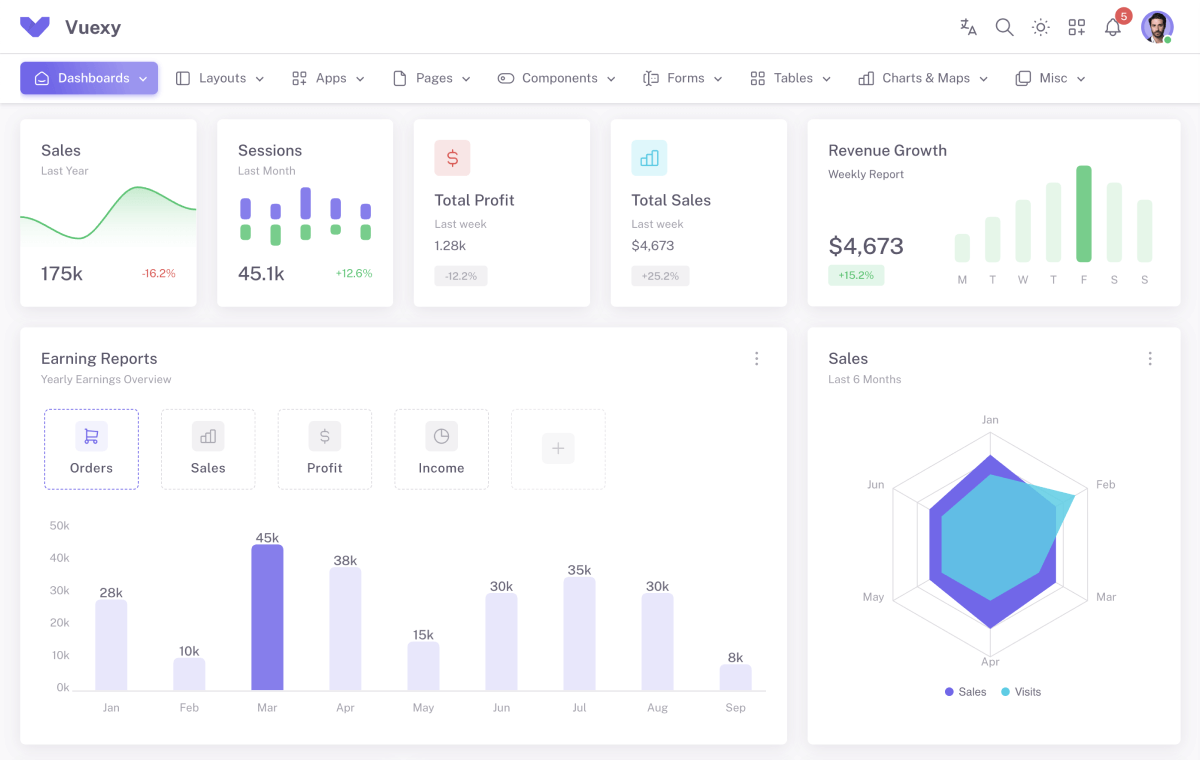 Vuexy
5
Dashboards
Layouts
Apps
Pages
Components
Forms
Tables
Charts & Maps
Misc
Sales
Last Year
175k
-16.2%
Sessions
Last Month
45.1k
+12.6%
Total Profit
Last week
1.28k
-12.2%
Total Sales
Last week
$4,673
+25.2%
Revenue Growth
Weekly Report
$4,673
+15.2%
M T W T F S S
Earning Reports
Yearly Earnings Overview
Orders
Sales
Profit
Income
50k
40k
30k
20k
10k
0k
28k
10k
45k
38k
15k
30k
35k
30k
8k
Jan Feb Mar Apr May Jun Jul Aug Sep
Sales
Last 6 Months
Jan
Feb
Mar
Apr
May
Jun
Sales Visits